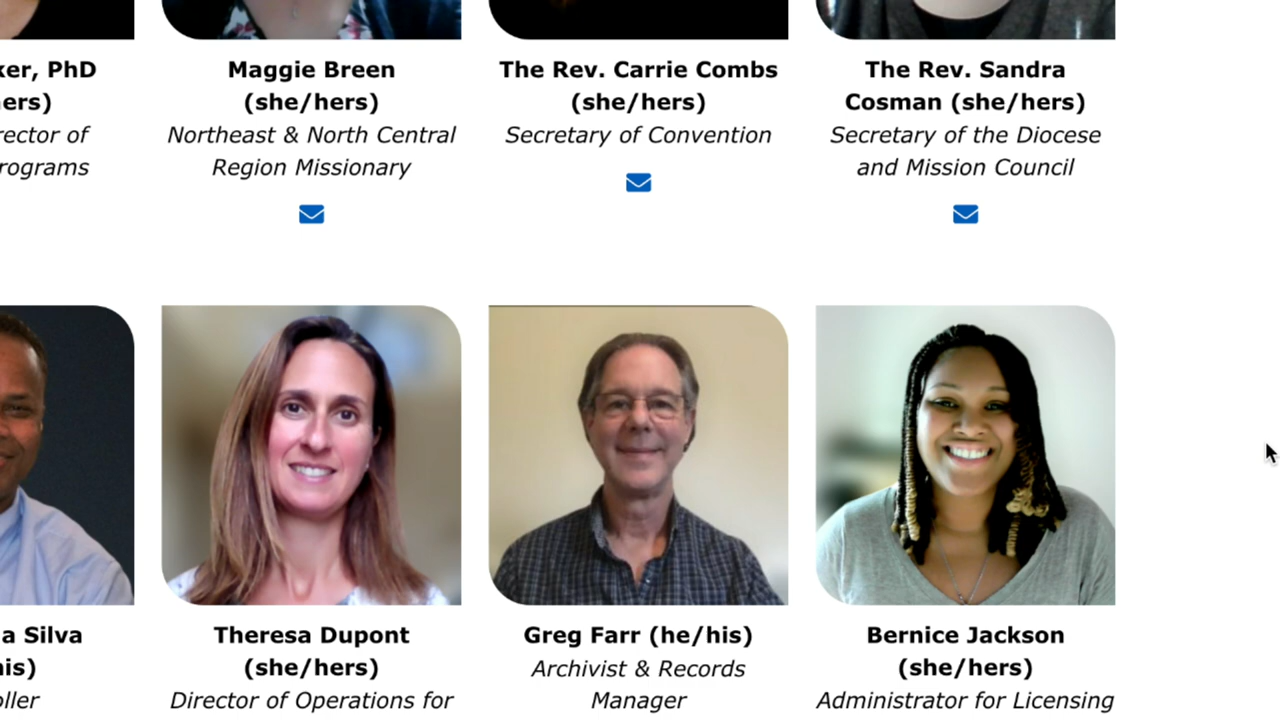 ker, PhD
ers)
rector of
rograms
Maggie Breen
(she/hers)
Northeast & North Central
Region Missionary
The Rev. Carrie Combs
(she/hers)
Secretary of Convention
The Rev. Sandra
Cosman (she/hers)
Secretary of the Diocese
and Mission Council
a Silva
his)
oller
Theresa Dupont
(she/hers)
Director of Operations for
Greg Farr (he/his)
Archivist & Records
Manager
Bernice Jackson
(she/hers)
Administrator for Licensing